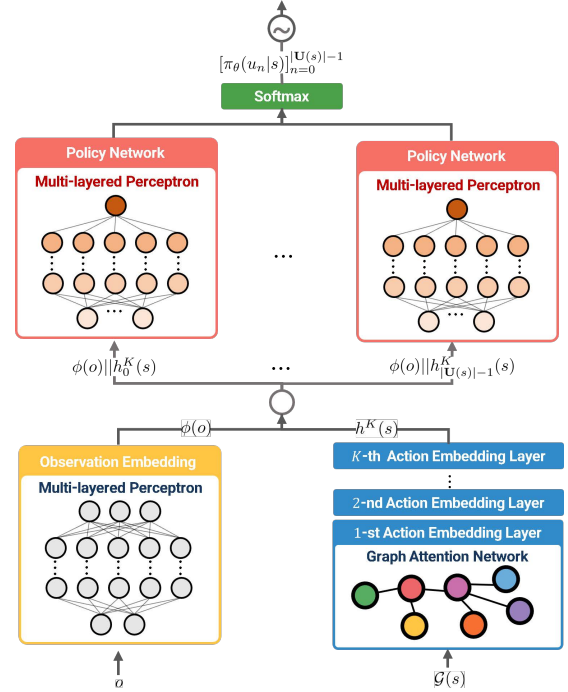 [π_θ(u_n|s)]_{n=0}^{|U(s)|−1}
Softmax
Policy Network
Multi-layered Perceptron
Policy Network
Multi-layered Perceptron
...
ϕ(o)||h_0^K(s)
...
ϕ(o)||h_{|U(s)|−1}^K(s)
ϕ(o)
h^K(s)
Observation Embedding
Multi-layered Perceptron
K-th Action Embedding Layer
2-nd Action Embedding Layer
1-st Action Embedding Layer
Graph Attention Network
o
𝒢(s)